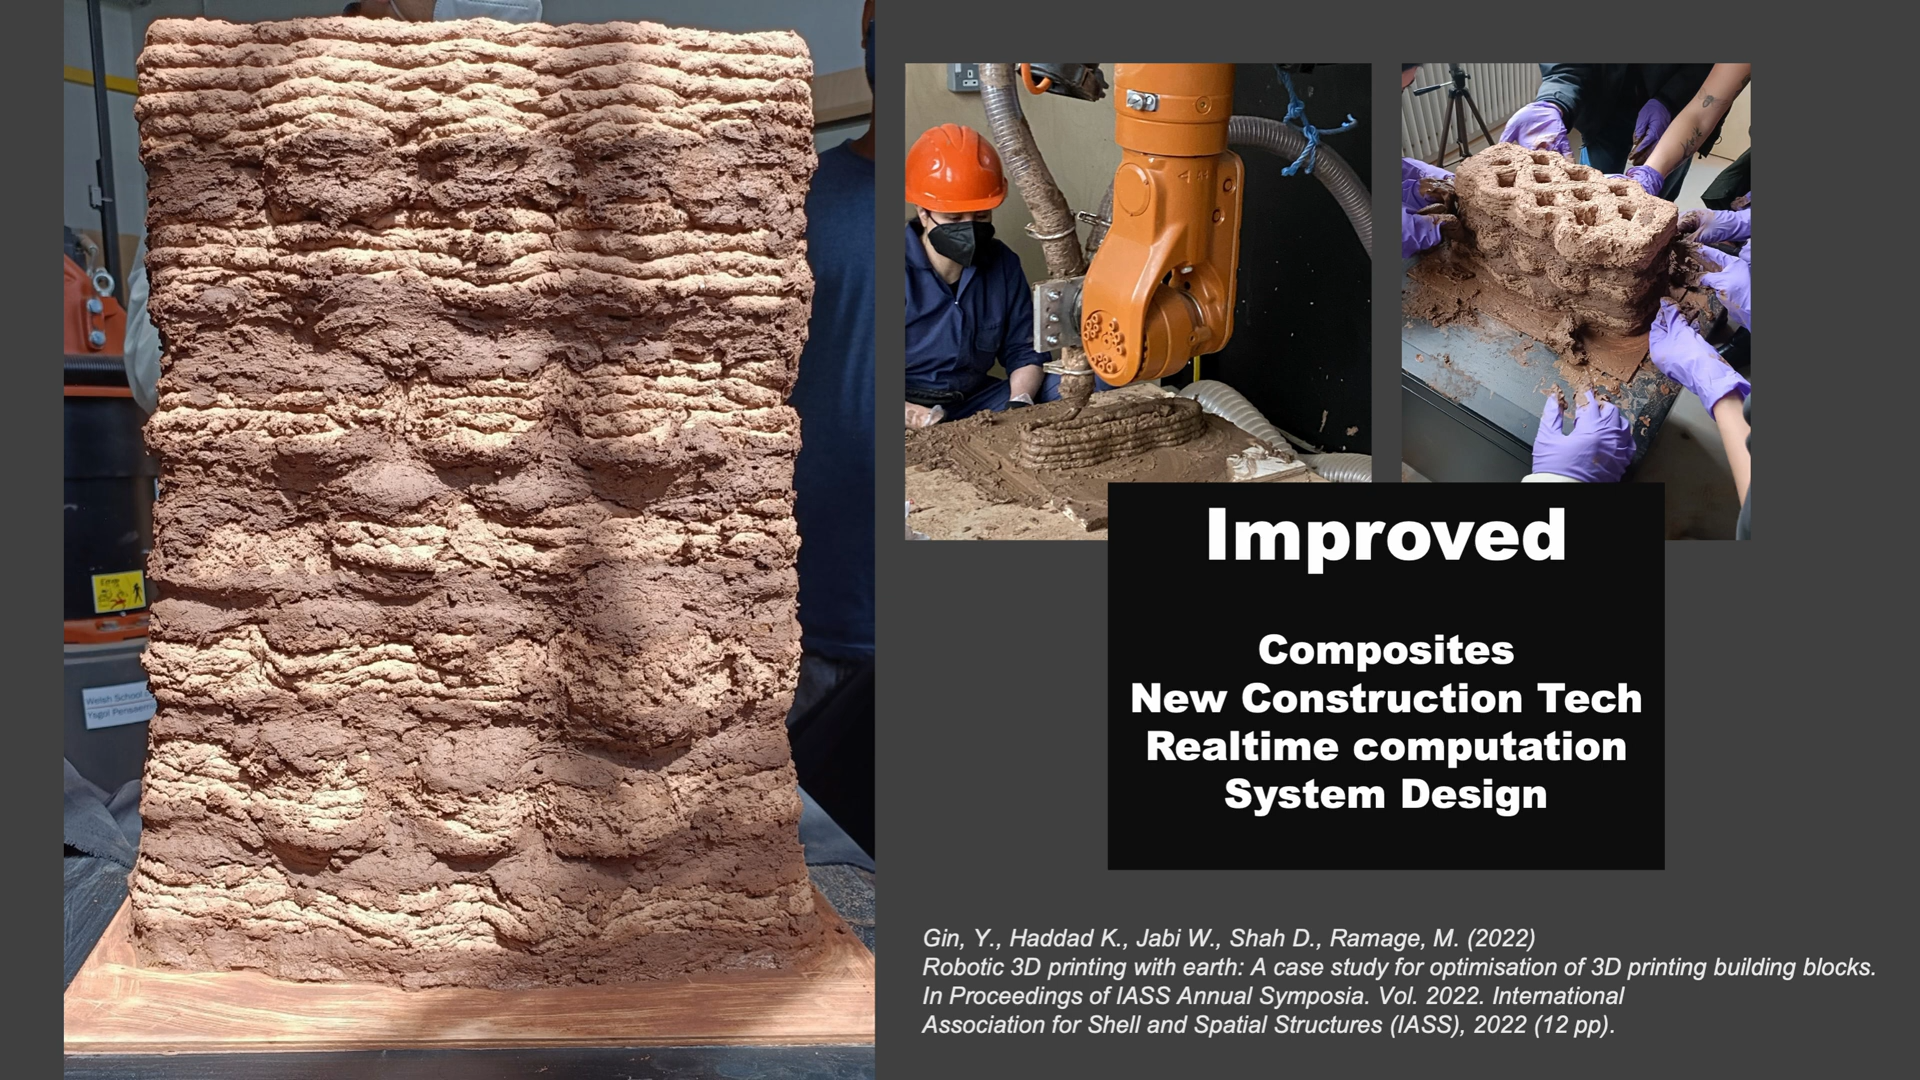 Welsh School
Improved
Composites
New Construction Tech
Realtime computation
System Design
Gin, Y., Haddad K., Jabi W., Shah D., Ramage, M. (2022)
Robotic 3D printing with earth: A case study for optimisation of 3D printing building blocks.
In Proceedings of IASS Annual Symposia. Vol. 2022. International
Association for Shell and Spatial Structures (IASS), 2022 (12 pp).